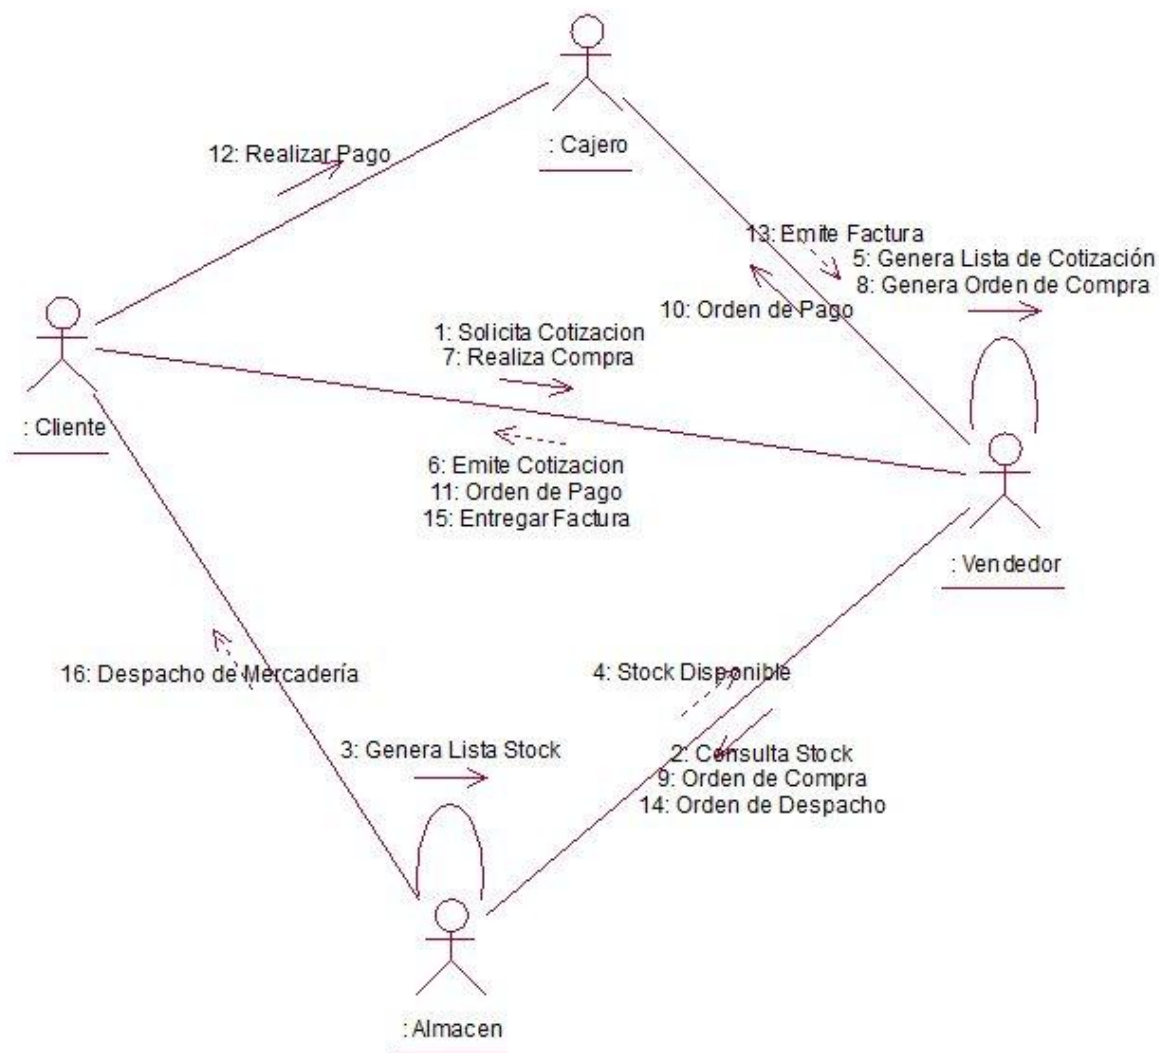 : Cajero
12: Realizar Pago
13: Emite Factura
5: Genera Lista de Cotización
8: Genera Orden de Compra
10: Orden de Pago
1: Solicita Cotizacion
7: Realiza Compra
: Cliente
6: Emite Cotizacion
11: Orden de Pago
15: Entregar Factura
: Vendedor
16: Despacho de Mercadería
4: Stock Disponible
3: Genera Lista Stock
2: Consulta Stock
9: Orden de Compra
14: Orden de Despacho
: Almacen